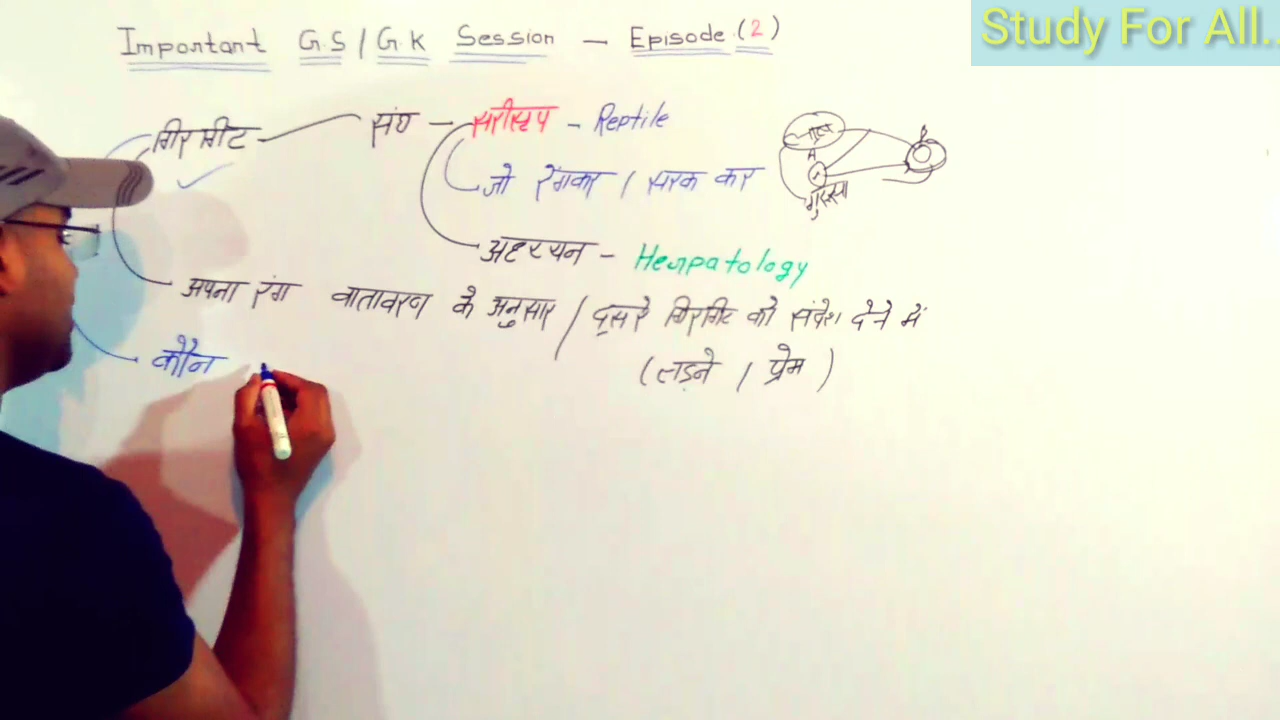 Study For All..
Important G.S / G.K Session – Episode.(2)
गिरगीट – संघ – सरीसृप – Reptile
जो रेंगकर / सरक कर
गुस्सा
अध्ययन – Herpatology
अपना रंग वातावरण के अनुसार / दूसरे गिरगिट को संदेश देने में
(लड़ने / प्रेम)
कौन